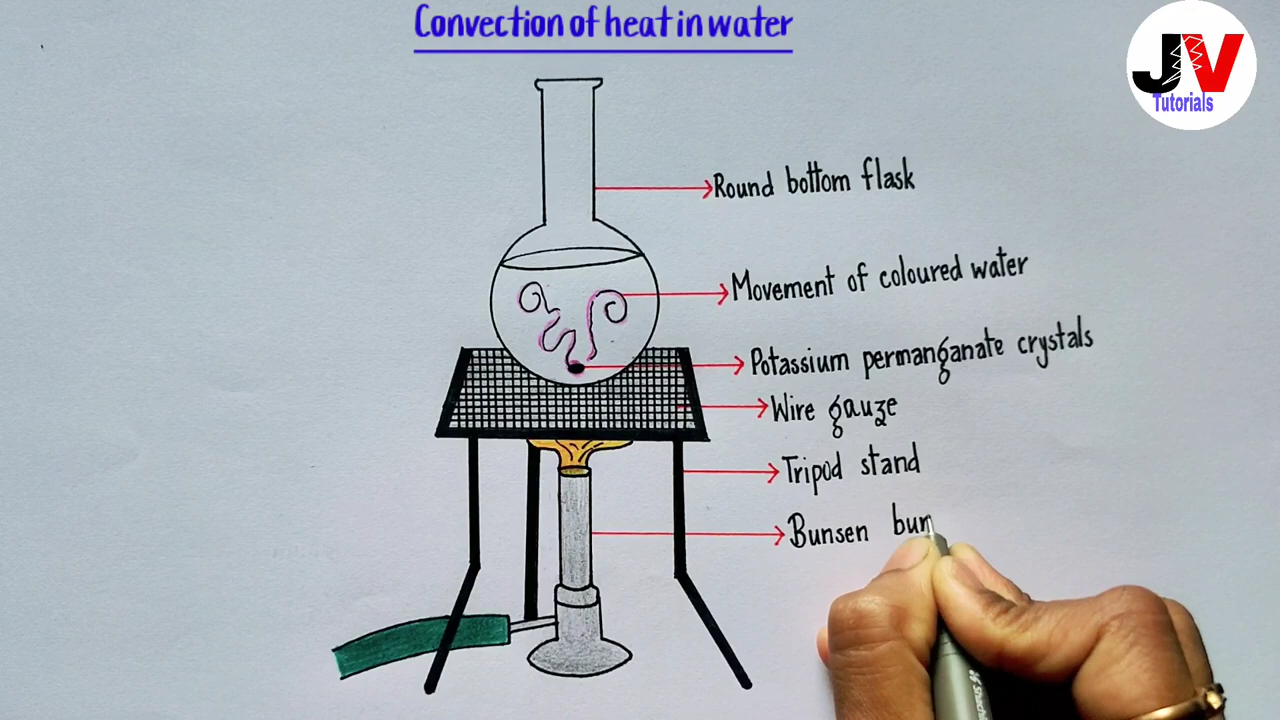 Convection of heat in water
JV
Tutorials
Round bottom flask
Movement of coloured water
Potassium permanganate crystals
Wire gauze
Tripod stand
Bunsen bur